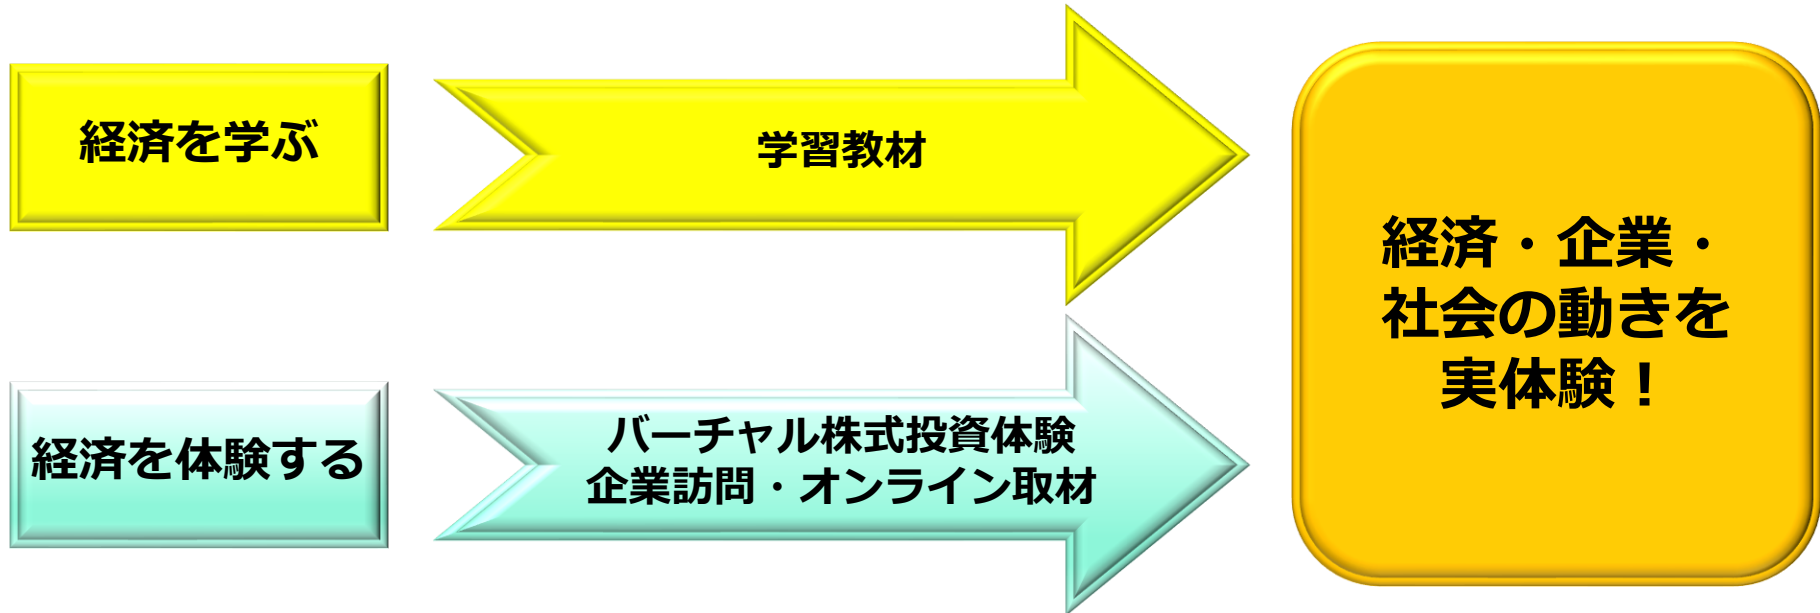 経済を学ぶ
学習教材
経済を体験する
バーチャル株式投資体験
企業訪問・オンライン取材
経済・企業・
社会の動きを
実体験！